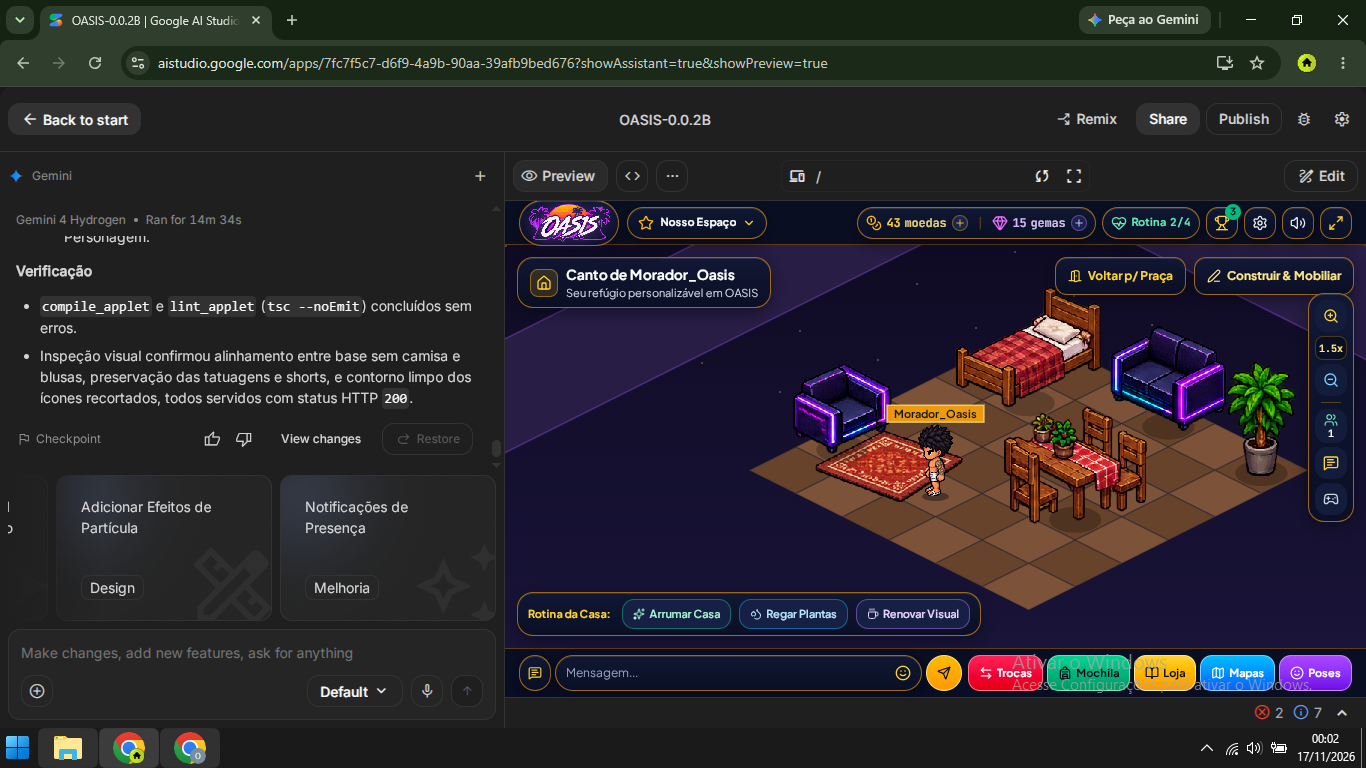 OASIS-0.0.2B | Google AI Studio
Peça ao Gemini
aistudio.google.com/apps/7fc7f5c7-d6f9-4a9b-90aa-39afb9bed676?showAssistant=true&showPreview=true
Back to start
OASIS-0.0.2B
Remix
Share
Publish
Gemini
Preview
/
Edit
Gemini 4 Hydrogen • Ran for 14m 34s
Personagem.
Verificação
compile_applet e lint_applet (tsc --noEmit) concluídos sem
erros.
Inspeção visual confirmou alinhamento entre base sem camisa e
blusas, preservação das tatuagens e shorts, e contorno limpo dos
ícones recortados, todos servidos com status HTTP 200.
Checkpoint
View changes
Restore
Adicionar Efeitos de
Partícula
Design
Notificações de
Presença
Melhoria
Make changes, add new features, ask for anything
Default
OASIS
Nosso Espaço
43 moedas
15 gemas
Rotina 2/4
3
Canto de Morador_Oasis
Seu refúgio personalizável em OASIS
Voltar p/ Praça
Construir & Mobiliar
1.5x
1
Morador_Oasis
Rotina da Casa:
Arrumar Casa
Regar Plantas
Renovar Visual
Mensagem...
Trocas
Mochila
Loja
Mapas
Poses
Ativar o Windows
Acesse Configurações para ativar o Windows.
2
7
00:02
17/11/2026